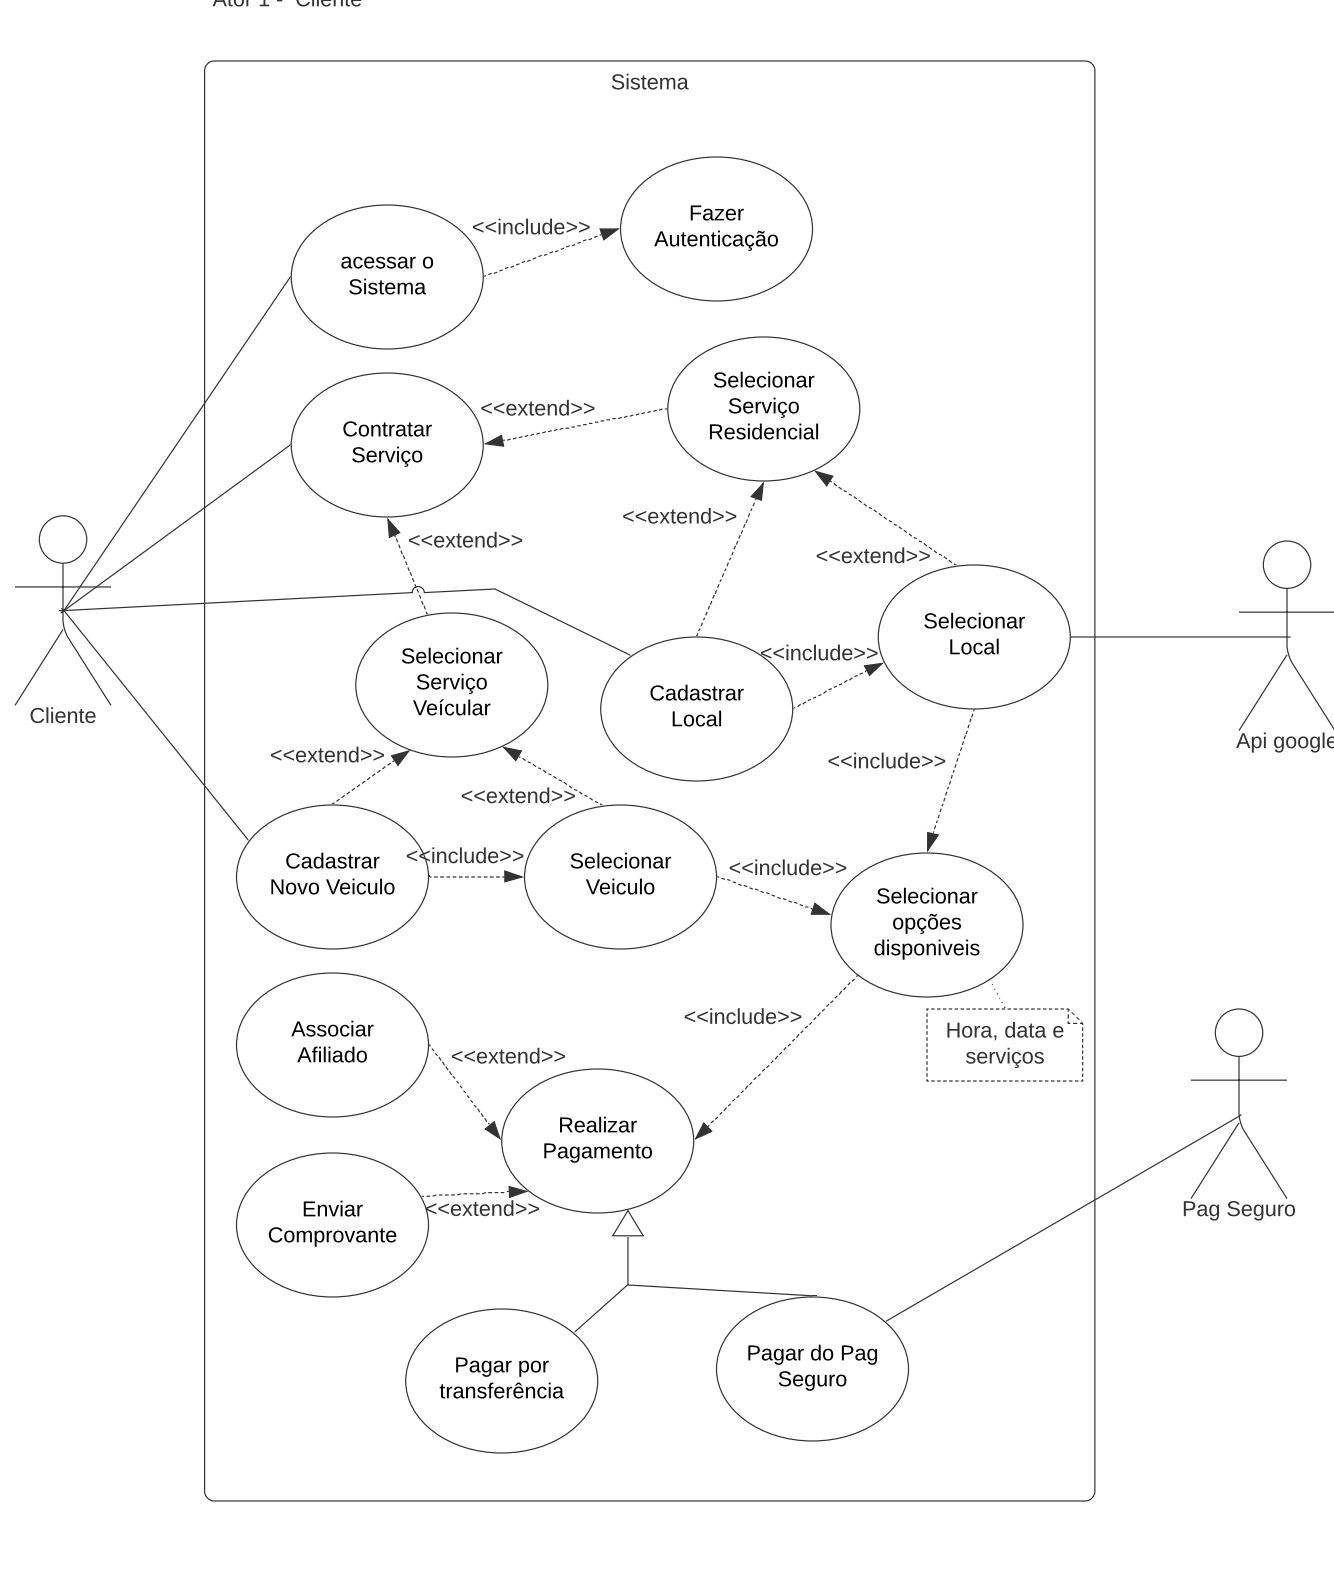 Ator 1 - Cliente
Sistema
Fazer
Autenticação
<<include>>
acessar o
Sistema
Selecionar
Serviço
Residencial
<<extend>>
Contratar
Serviço
<<extend>>
<<extend>>
<<extend>>
Selecionar
Local
Selecionar
Serviço
Veícular
<<include>>
Cadastrar
Local
Cliente
Api google
<<extend>>
<<include>>
<<extend>>
Cadastrar
Novo Veiculo
<<include>>
Selecionar
Veiculo
<<include>>
Selecionar
opções
disponiveis
<<include>>
Hora, data e
serviços
Associar
Afiliado
<<extend>>
Realizar
Pagamento
Enviar
Comprovante
<<extend>>
Pag Seguro
Pagar por
transferência
Pagar do Pag
Seguro